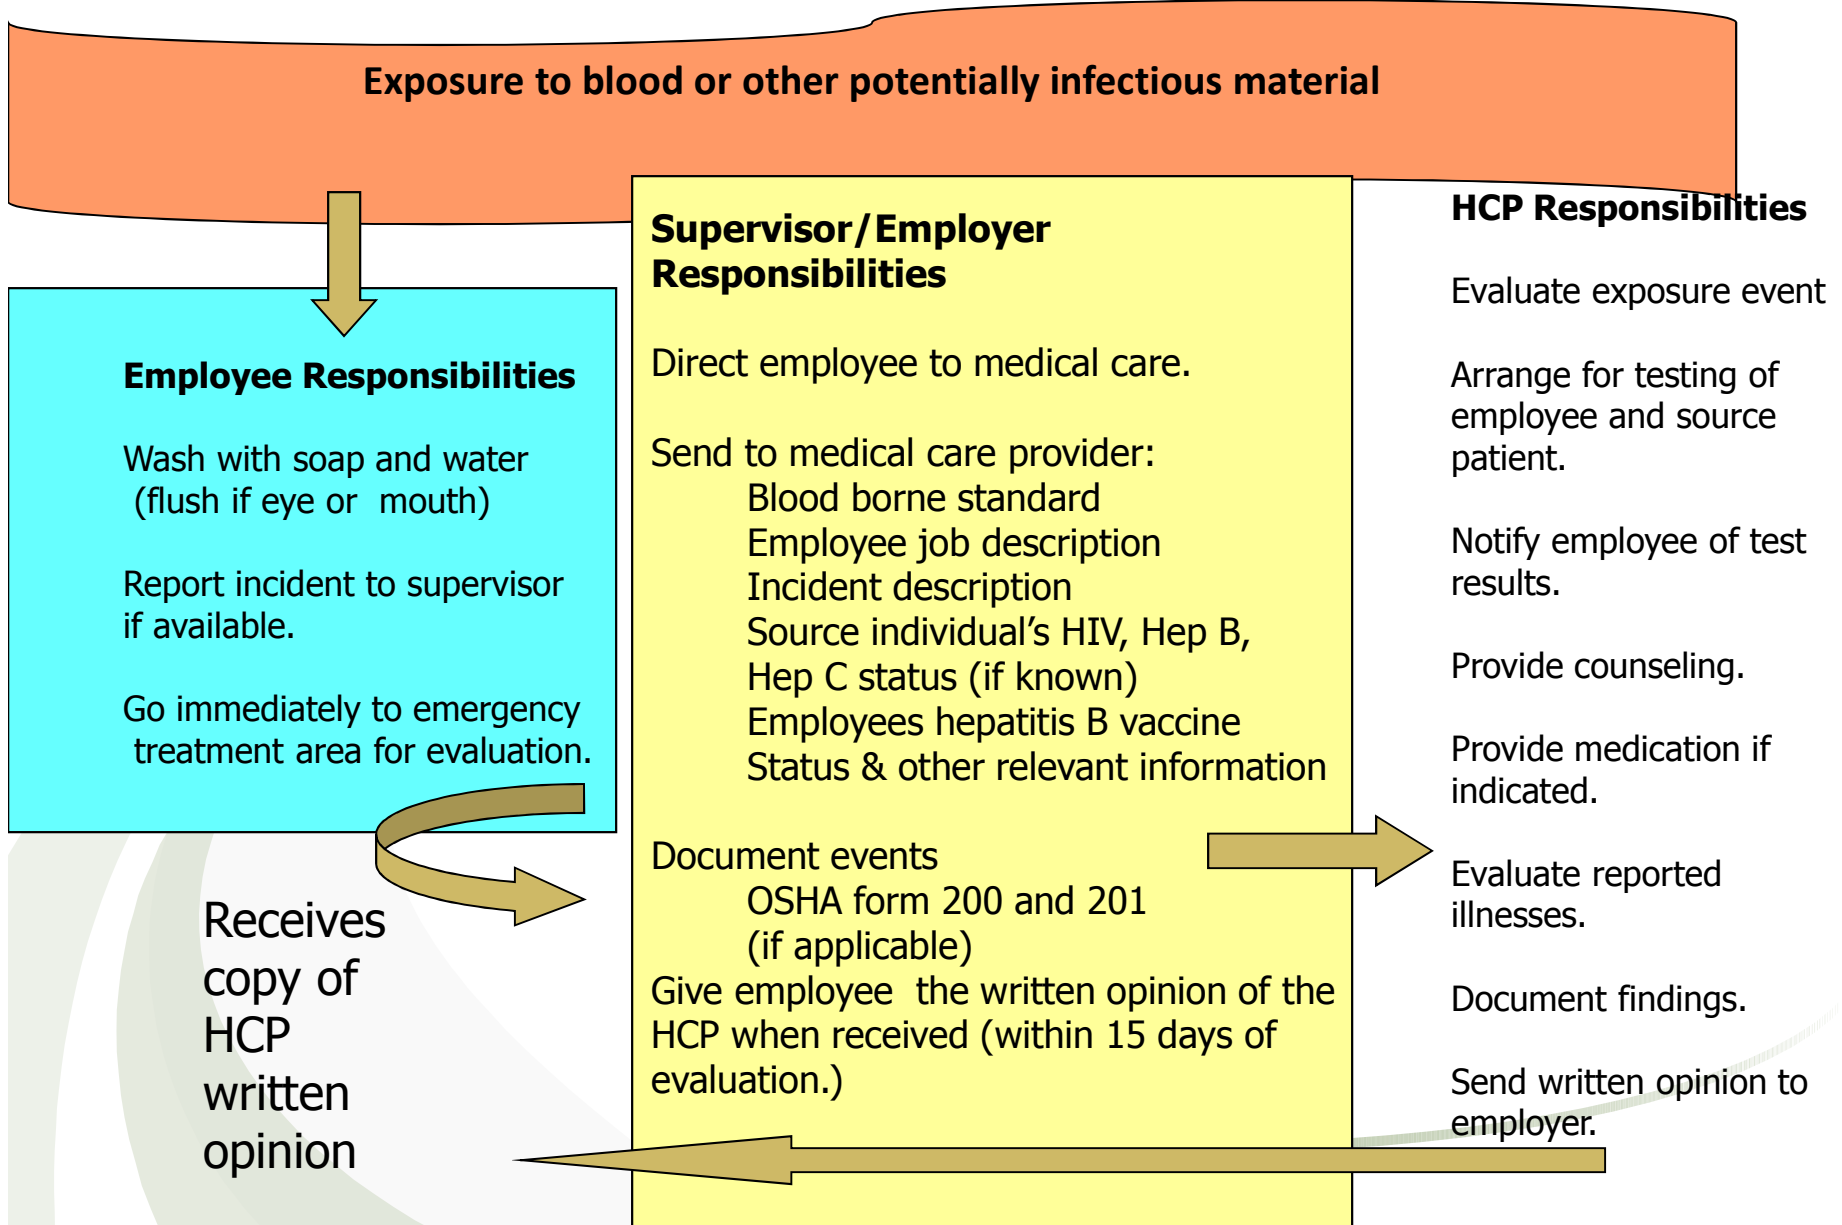 Exposure to blood or other potentially infectious material
Employee Responsibilities
Wash with soap and water
(flush if eye or  mouth)
Report incident to supervisor
if available.
Go immediately to emergency
treatment area for evaluation.
Receives
copy of
HCP
written
opinion
Supervisor/Employer
Responsibilities
Direct employee to medical care.
Send to medical care provider:
Blood borne standard
Employee job description
Incident description
Source individual’s HIV, Hep B,
Hep C status (if known)
Employees hepatitis B vaccine
Status & other relevant information
Document events
OSHA form 200 and 201
(if applicable)
Give employee  the written opinion of the
HCP when received (within 15 days of
evaluation.)
HCP Responsibilities
Evaluate exposure event
Arrange for testing of
employee and source
patient.
Notify employee of test
results.
Provide counseling.
Provide medication if
indicated.
Evaluate reported
illnesses.
Document findings.
Send written opinion to
employer.